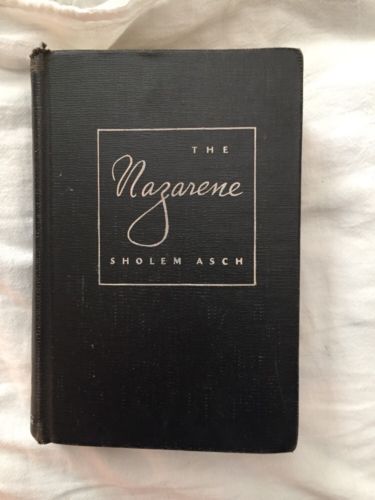 THE
Nazarene
SHOLEM ASCH